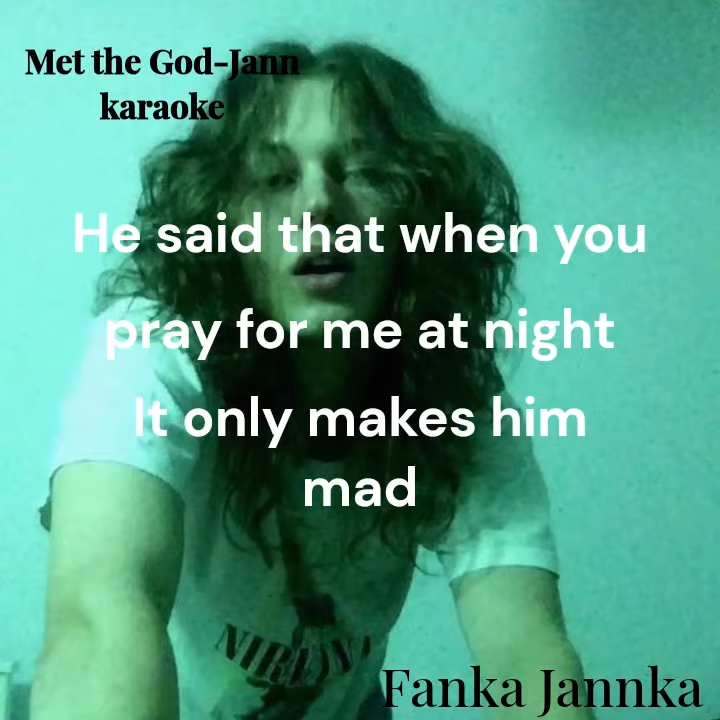 Met the God-Jann
karaoke
He said that when you
pray for me at night
It only makes him
mad
NIRVANA
Fanka Jannka